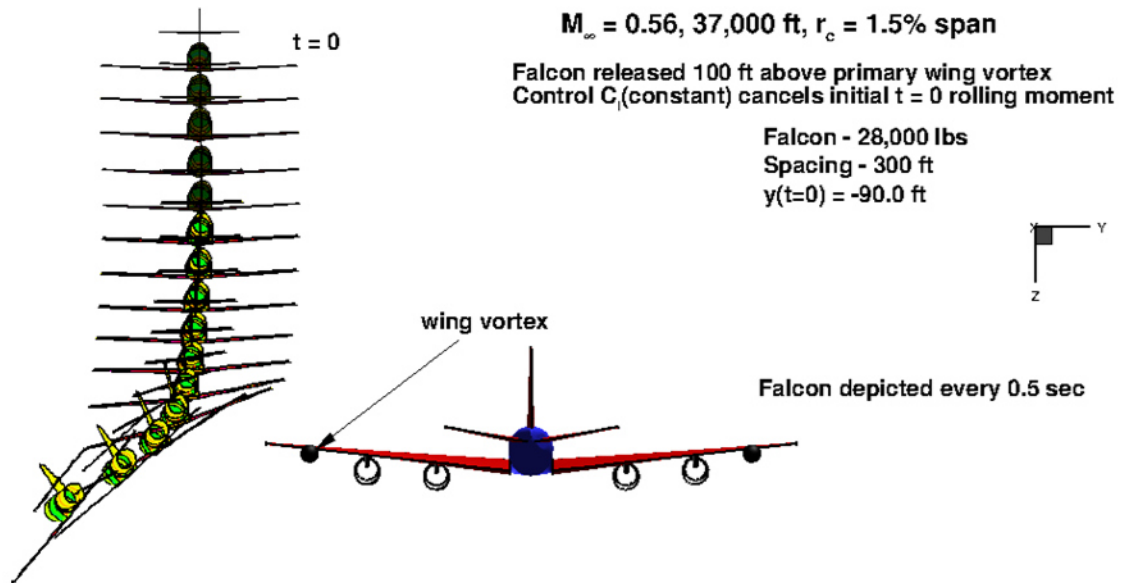 t = 0
M∞ = 0.56, 37,000 ft, r_c = 1.5% span
Falcon released 100 ft above primary wing vortex
Control C_l(constant) cancels initial t = 0 rolling moment
Falcon - 28,000 lbs
Spacing - 300 ft
y(t=0) = -90.0 ft
X
Y
Z
wing vortex
Falcon depicted every 0.5 sec